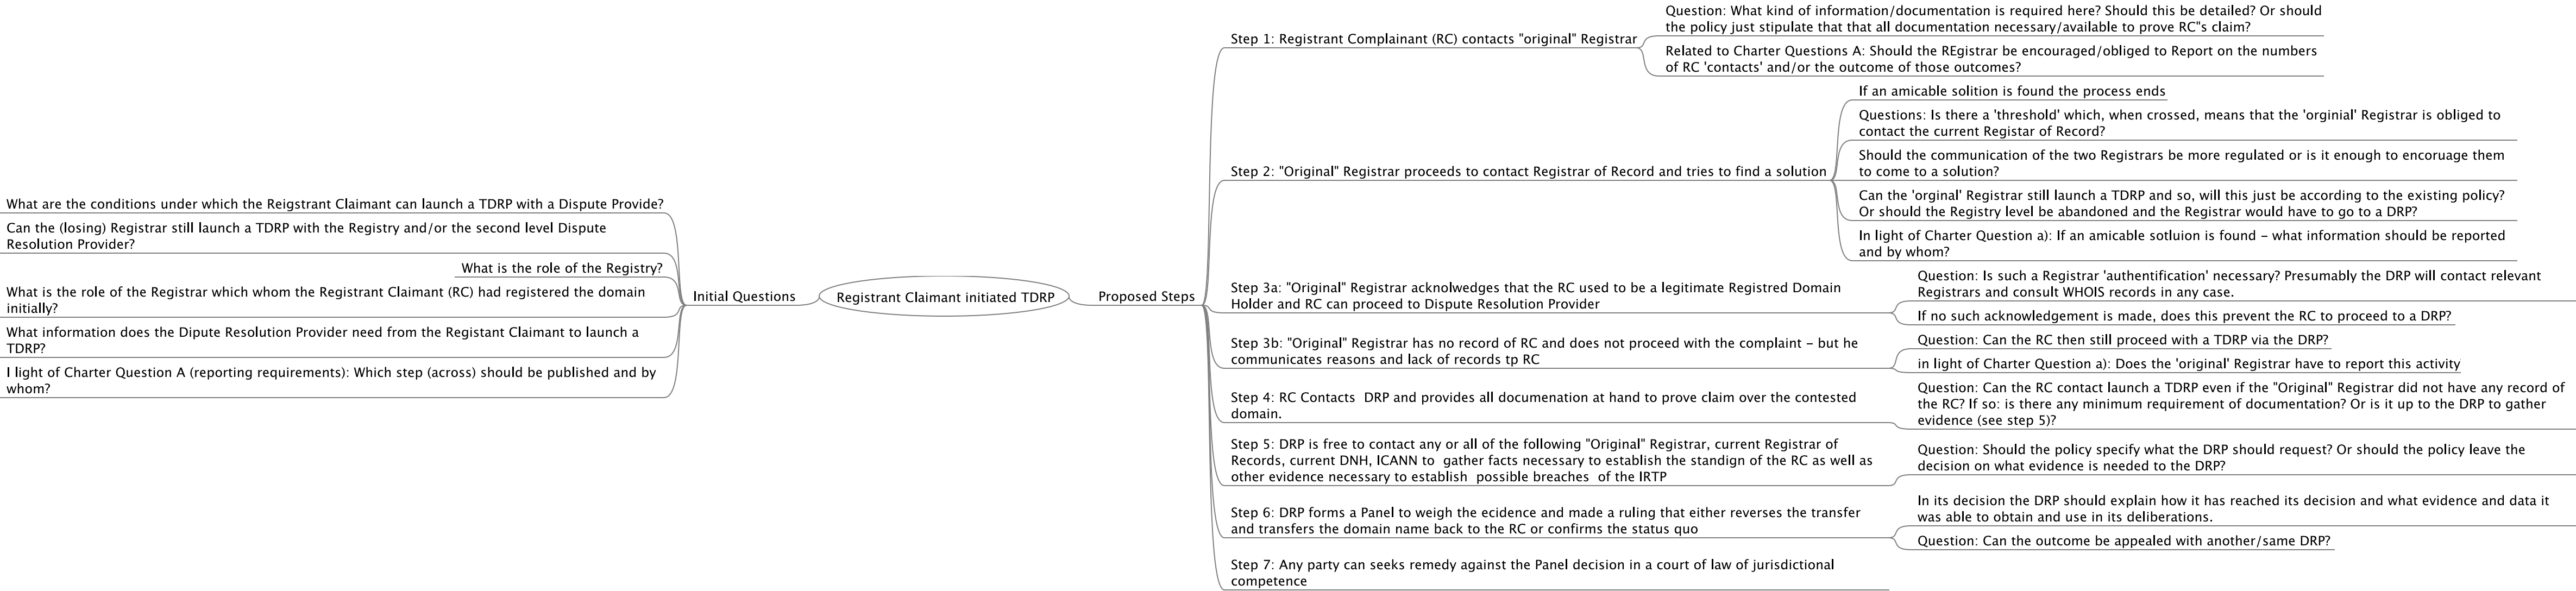 What are the conditions under which the Reigstrant Claimant can launch a TDRP with a Dispute Provide?
Can the (losing) Registrar still launch a TDRP with the Registry and/or the second level Dispute
Resolution Provider?
What is the role of the Registry?
What is the role of the Registrar which whom the Registrant Claimant (RC) had registered the domain
initially?
What information does the Dipute Resolution Provider need from the Registant Claimant to launch a
TDRP?
I light of Charter Question A (reporting requirements): Which step (across) should be published and by
whom?
Initial Questions
Registrant Claimant initiated TDRP
Proposed Steps
Step 1: Registrant Complainant (RC) contacts "original" Registrar
Question: What kind of information/documentation is required here? Should this be detailed? Or should
the policy just stipulate that that all documentation necessary/available to prove RC"s claim?
Related to Charter Questions A: Should the REgistrar be encouraged/obliged to Report on the numbers
of RC 'contacts' and/or the outcome of those outcomes?
Step 2: "Original" Registrar proceeds to contact Registrar of Record and tries to find a solution
If an amicable solition is found the process ends
Questions: Is there a 'threshold' which, when crossed, means that the 'orginial' Registrar is obliged to
contact the current Registar of Record?
Should the communication of the two Registrars be more regulated or is it enough to encoruage them
to come to a solution?
Can the 'orginal' Registrar still launch a TDRP and so, will this just be according to the existing policy?
Or should the Registry level be abandoned and the Registrar would have to go to a DRP?
In light of Charter Question a): If an amicable sotluion is found – what information should be reported
and by whom?
Step 3a: "Original" Registrar acknolwedges that the RC used to be a legitimate Registred Domain
Holder and RC can proceed to Dispute Resolution Provider
Question: Is such a Registrar 'authentification' necessary? Presumably the DRP will contact relevant
Registrars and consult WHOIS records in any case.
If no such acknowledgement is made, does this prevent the RC to proceed to a DRP?
Step 3b: "Original" Registrar has no record of RC and does not proceed with the complaint – but he
communicates reasons and lack of records tp RC
Question: Can the RC then still proceed with a TDRP via the DRP?
in light of Charter Question a): Does the 'original' Registrar have to report this activity
Step 4: RC Contacts  DRP and provides all documenation at hand to prove claim over the contested
domain.
Question: Can the RC contact launch a TDRP even if the "Original" Registrar did not have any record of
the RC? If so: is there any minimum requirement of documentation? Or is it up to the DRP to gather
evidence (see step 5)?
Step 5: DRP is free to contact any or all of the following "Original" Registrar, current Registrar of
Records, current DNH, ICANN to  gather facts necessary to establish the standign of the RC as well as
other evidence necessary to establish  possible breaches  of the IRTP
Question: Should the policy specify what the DRP should request? Or should the policy leave the
decision on what evidence is needed to the DRP?
Step 6: DRP forms a Panel to weigh the ecidence and made a ruling that either reverses the transfer
and transfers the domain name back to the RC or confirms the status quo
In its decision the DRP should explain how it has reached its decision and what evidence and data it
was able to obtain and use in its deliberations.
Question: Can the outcome be appealed with another/same DRP?
Step 7: Any party can seeks remedy against the Panel decision in a court of law of jurisdictional
competence